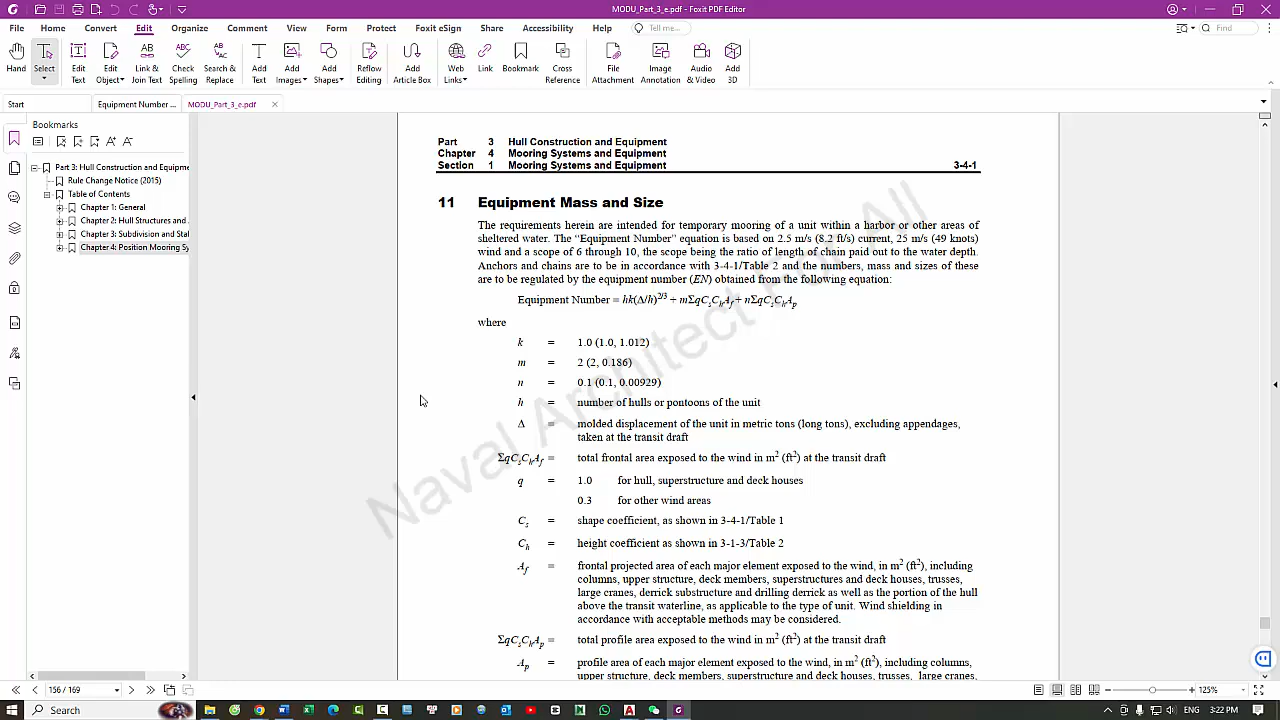 MODU_Part_3_e.pdf - Foxit PDF Editor
File Home Convert Edit Organize Comment View Form Protect Foxit eSign Share Accessibility Help Tell me... Find
Hand Select Edit Text Edit Object Link & Join Text Check Spelling Search & Replace Add Text Add Images Add Shapes Reflow Editing Add Article Box Web Links Link Bookmark Cross Reference File Attachment Image Annotation Audio & Video Add 3D
Start Equipment Number ... MODU_Part_3_e.pdf
Bookmarks
Part 3: Hull Construction and Equipme
Rule Change Notice (2015)
Table of Contents
Chapter 1: General
Chapter 2: Hull Structures and
Chapter 3: Subdivision and Stal
Chapter 4: Position Mooring Sy
Part 3 Hull Construction and Equipment
Chapter 4 Mooring Systems and Equipment
Section 1 Mooring Systems and Equipment 3-4-1
11 Equipment Mass and Size
The requirements herein are intended for temporary mooring of a unit within a harbor or other areas of
sheltered water. The “Equipment Number” equation is based on 2.5 m/s (8.2 ft/s) current, 25 m/s (49 knots)
wind and a scope of 6 through 10, the scope being the ratio of length of chain paid out to the water depth.
Anchors and chains are to be in accordance with 3-4-1/Table 2 and the numbers, mass and sizes of these
are to be regulated by the equipment number (EN) obtained from the following equation:
Equipment Number = hk(Δ/h)^2/3 + mΣqCsChAf + nΣqCsChAp
where
k = 1.0 (1.0, 1.012)
m = 2 (2, 0.186)
n = 0.1 (0.1, 0.00929)
h = number of hulls or pontoons of the unit
Δ = molded displacement of the unit in metric tons (long tons), excluding appendages,
taken at the transit draft
ΣqCsChAf = total frontal area exposed to the wind in m² (ft²) at the transit draft
q = 1.0 for hull, superstructure and deck houses
0.3 for other wind areas
Cs = shape coefficient, as shown in 3-4-1/Table 1
Ch = height coefficient as shown in 3-1-3/Table 2
Af = frontal projected area of each major element exposed to the wind, in m² (ft²), including
columns, upper structure, deck members, superstructures and deck houses, trusses,
large cranes, derrick substructure and drilling derrick as well as the portion of the hull
above the transit waterline, as applicable to the type of unit. Wind shielding in
accordance with acceptable methods may be considered.
ΣqCsChAp = total profile area exposed to the wind in m² (ft²) at the transit draft
Ap = profile area of each major element exposed to the wind, in m² (ft²), including columns,
upper structure, deck members, superstructure and deck houses, trusses, large cranes,
Naval Architect For All
156 / 169 125%
Search ENG 3:22 PM